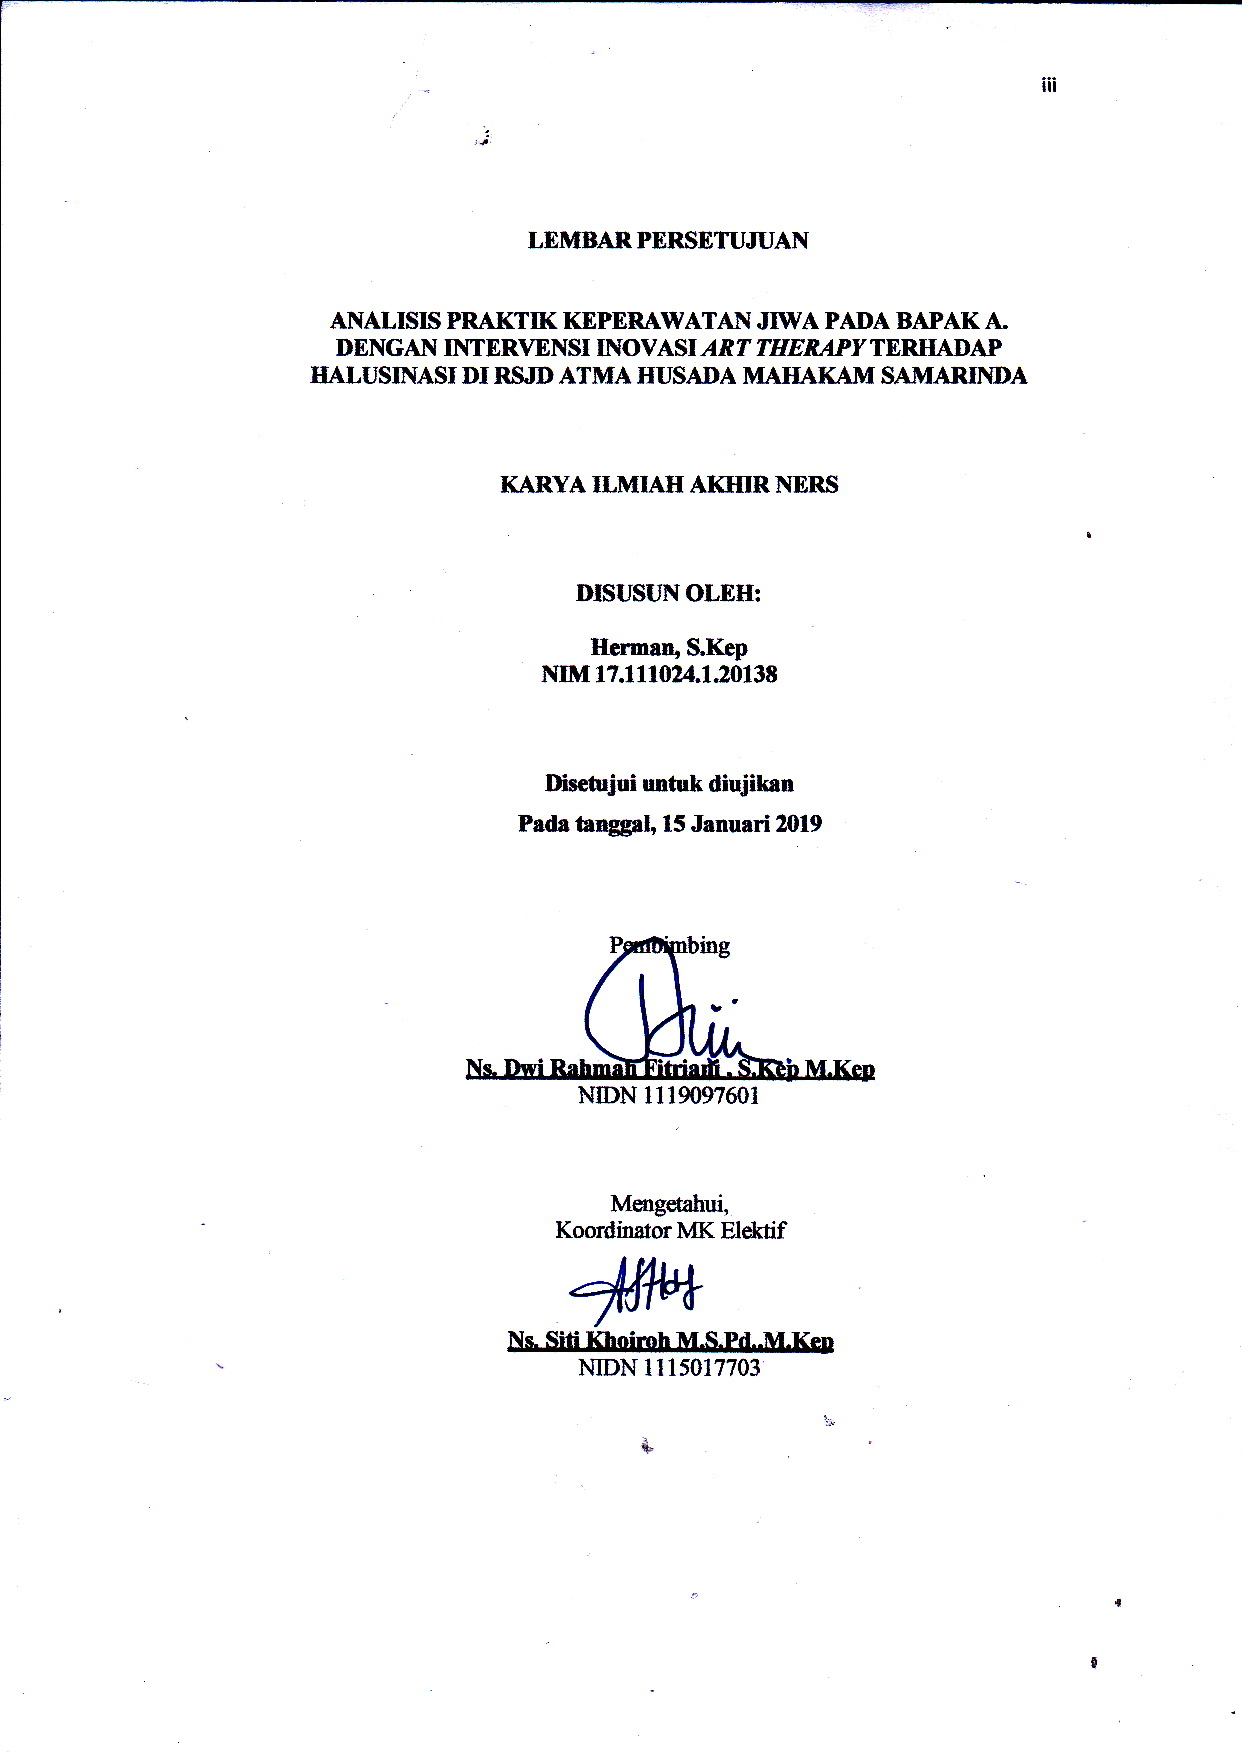 iii
LEMBAR PERSETUJUAN
ANALISIS PRAKTIK KEPERAWATAN JIWA PADA BAPAK A.
DENGAN INTERVENSI INOVASI ART THERAPY TERHADAP
HALUSINASI DI RSJD ATMA HUSADA MAHAKAM SAMARINDA
KARYA ILMIAH AKHIR NERS
DISUSUN OLEH:
Herman, S.Kep
NIM 17.111024.1.20138
Disetujui untuk diujikan
Pada tanggal, 15 Januari 2019
Pembimbing
Ns. Dwi Rahmah Fitriani , S.Kep M.Kep
NIDN 1119097601
Mengetahui,
Koordinator MK Elektif
Ns. Siti Khoiroh M.S.Pd.,M.Kep
NIDN 1115017703